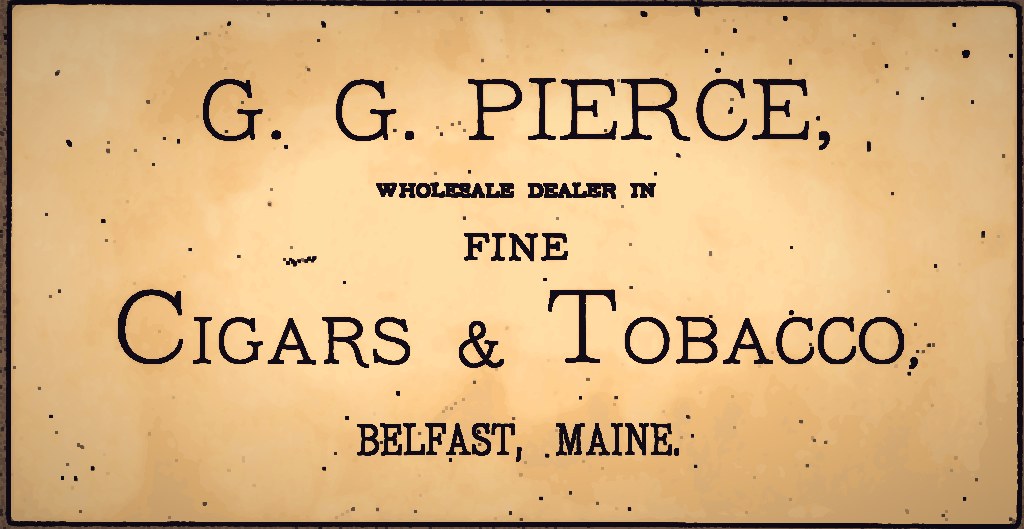 G. G. PIERCE,
WHOLESALE DEALER IN
FINE
CIGARS & TOBACCO,
BELFAST, MAINE.